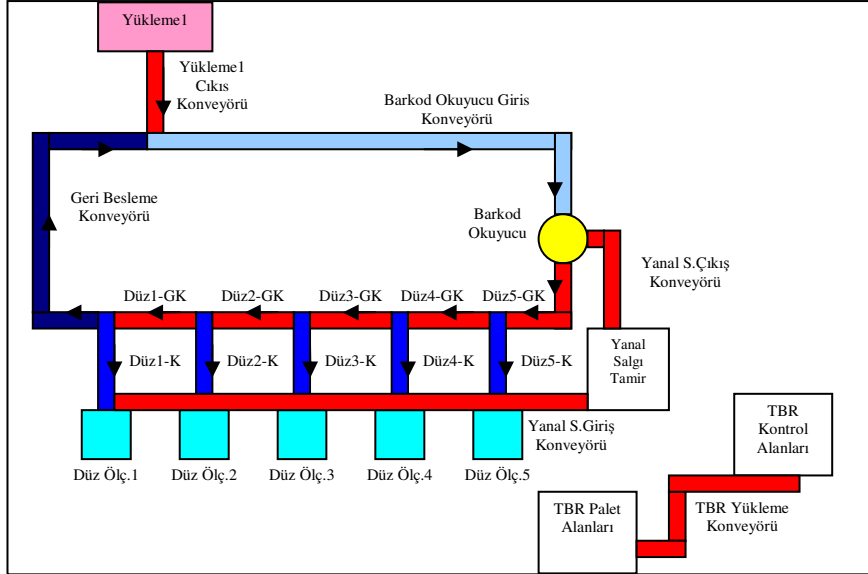 Yükleme1
Yükleme1
Cıkıs
Konveyörü
Barkod Okuyucu Giris
Konveyörü
Geri Besleme
Konveyörü
Barkod
Okuyucu
Yanal S.Çıkış
Konveyörü
Düz1-GK
Düz2-GK
Düz3-GK
Düz4-GK
Düz5-GK
Düz1-K
Düz2-K
Düz3-K
Düz4-K
Düz5-K
Yanal
Salgı
Tamir
Yanal S.Giriş
Konveyörü
Düz Ölç.1
Düz Ölç.2
Düz Ölç.3
Düz Ölç.4
Düz Ölç.5
TBR
Kontrol
Alanları
TBR Palet
Alanları
TBR Yükleme
Konveyörü